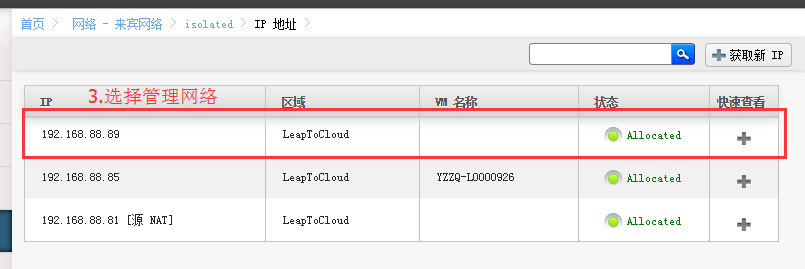 首页 > 网络 - 来宾网络 > isolated > IP 地址 >
获取新 IP
3.选择管理网络
IP 区域 VM 名称 状态 快速查看
192.168.88.89 LeapToCloud Allocated
192.168.88.85 LeapToCloud YZZQ-L0000926 Allocated
192.168.88.81 [源 NAT] LeapToCloud Allocated